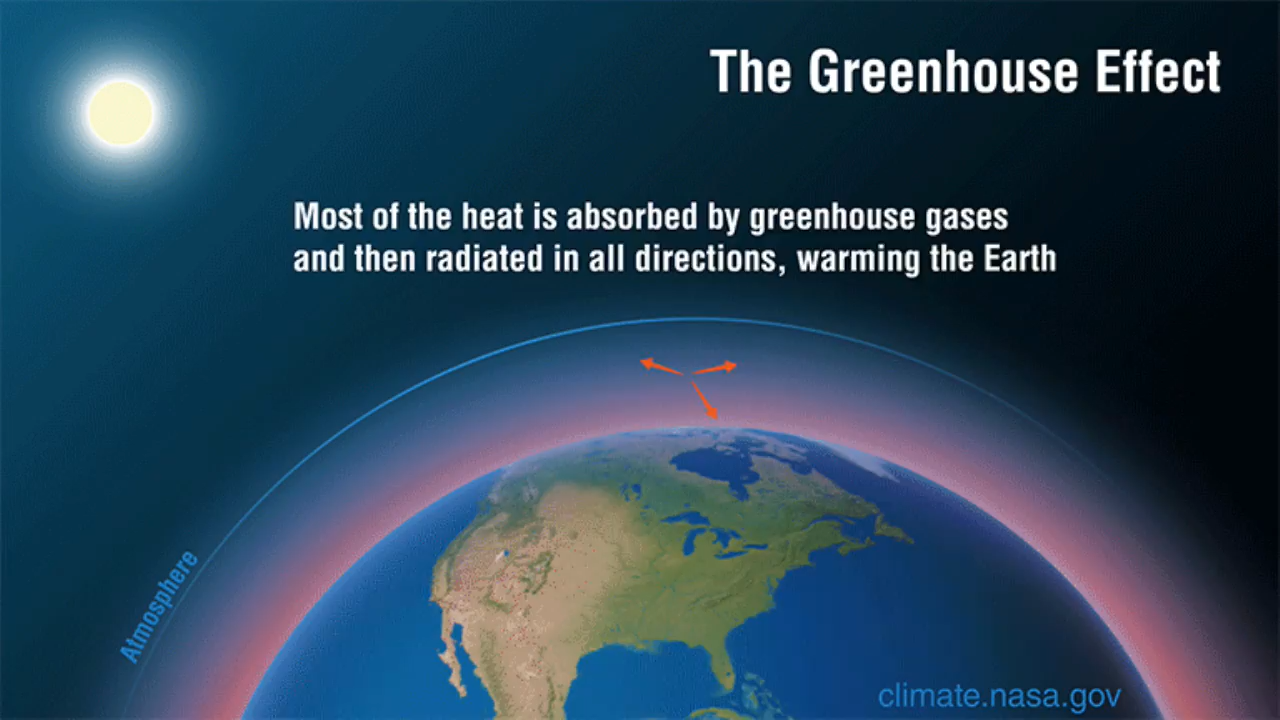 The Greenhouse Effect
Most of the heat is absorbed by greenhouse gases
and then radiated in all directions, warming the Earth
Atmosphere
climate.nasa.gov